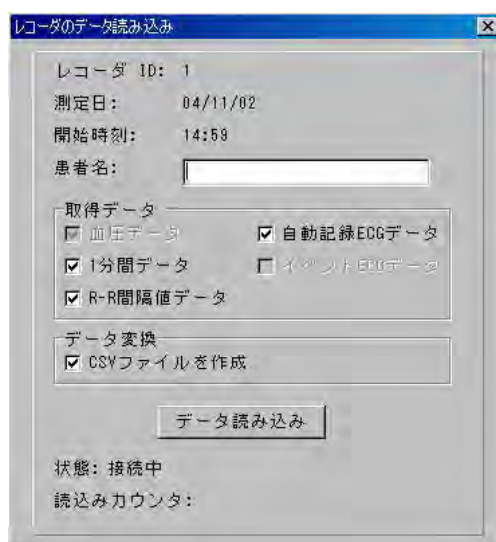 レコーダのデータ読み込み
レコーダ ID: 1
測定日: 04/11/02
開始時刻: 14:59
患者名:
取得データ
血圧データ 自動記録ECGデータ
1分間データ イベントECGデータ
R-R間隔値データ
データ変換
CSVファイルを作成
データ読み込み
状態: 接続中
読込みカウンタ: